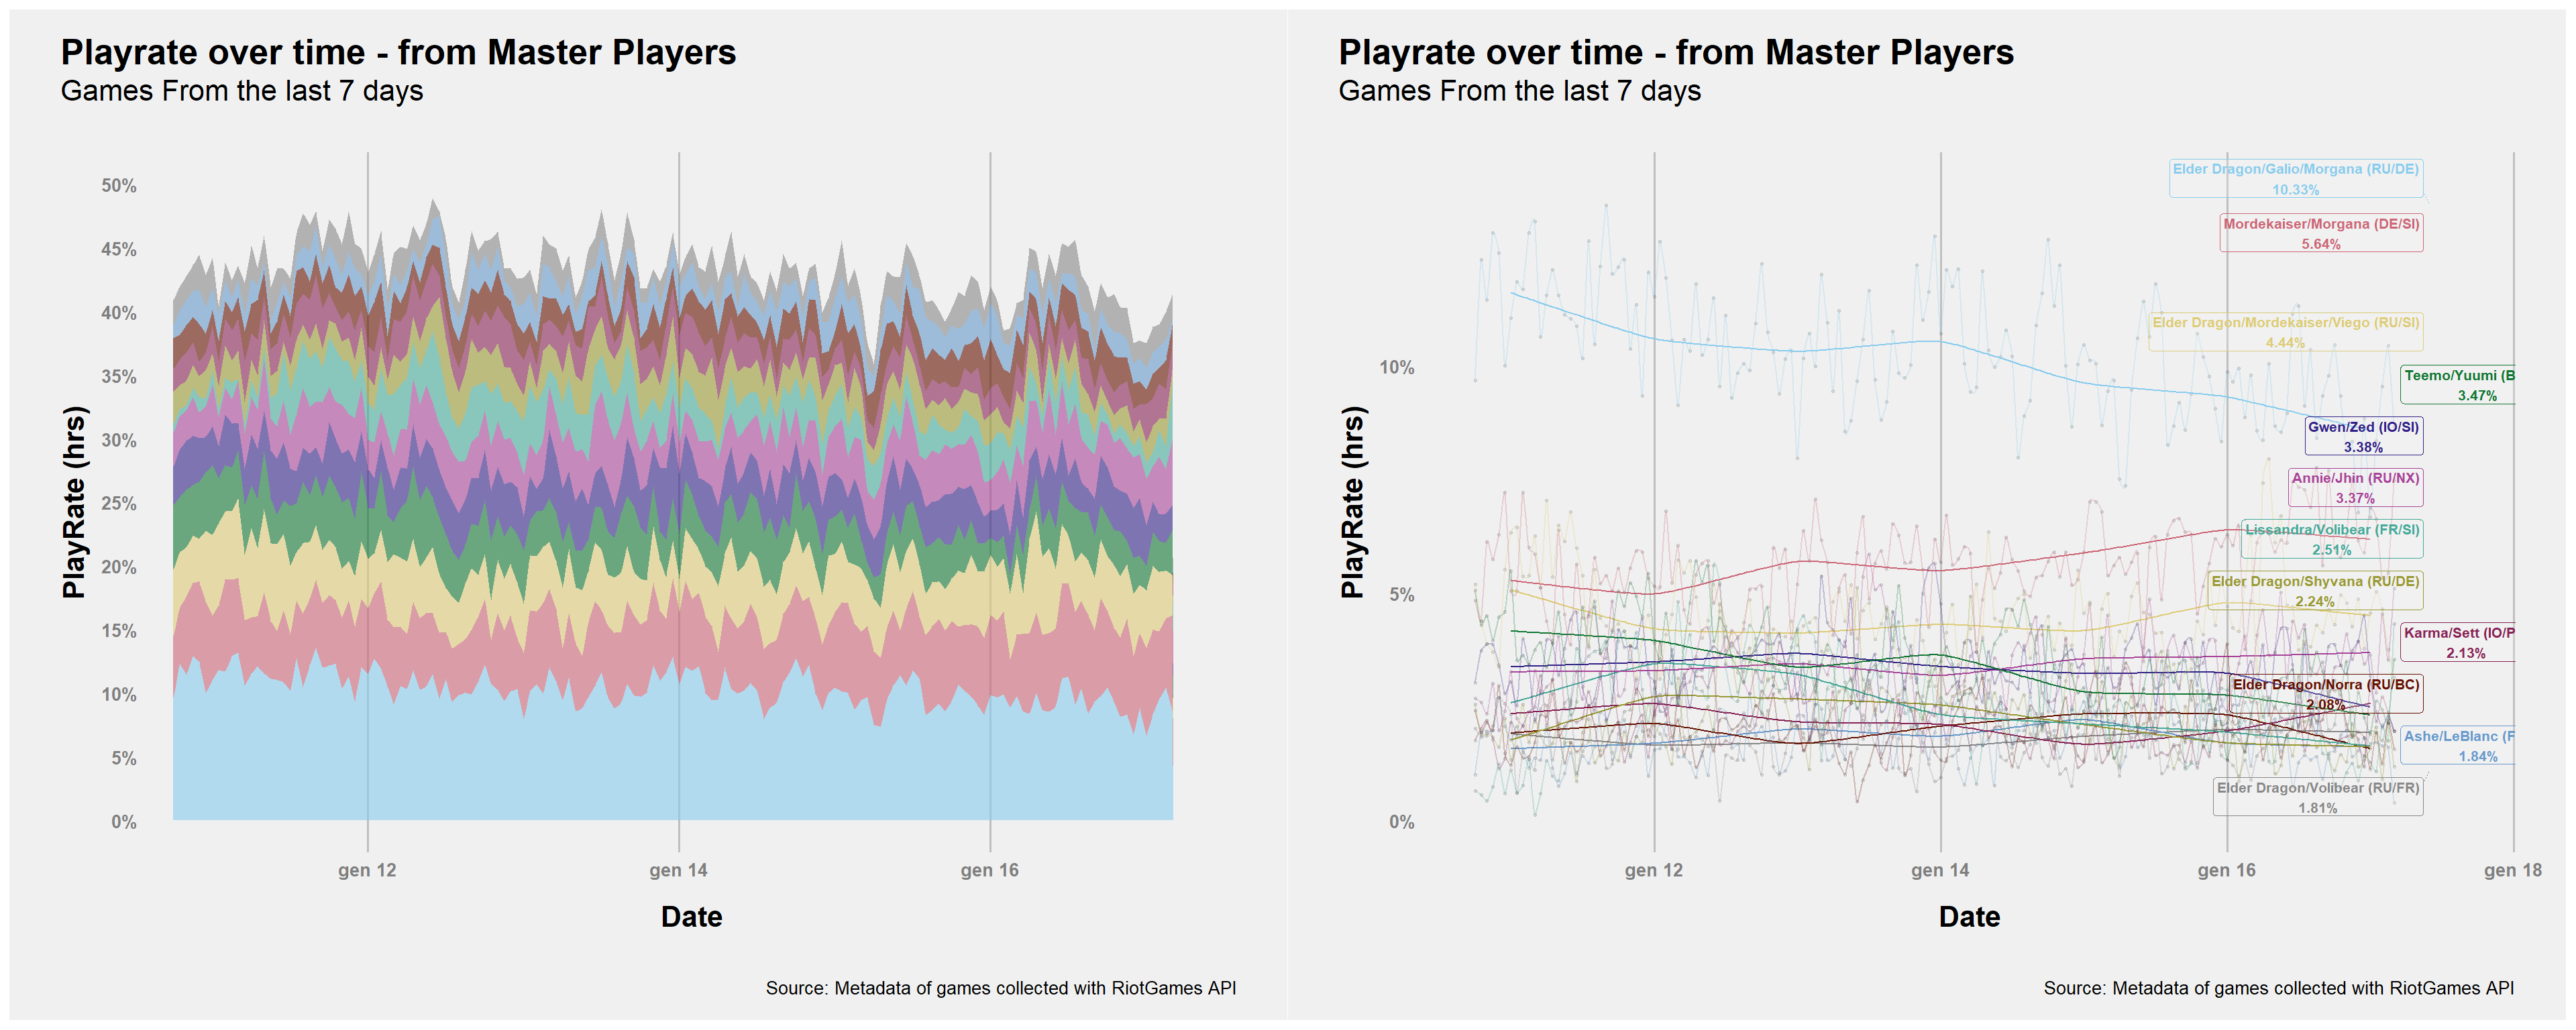 Playrate over time - from Master Players
Games From the last 7 days
50%
45%
40%
35%
30%
25%
20%
15%
10%
5%
0%
PlayRate (hrs)
gen 12
gen 14
gen 16
Date
Source: Metadata of games collected with RiotGames API
Playrate over time - from Master Players
Games From the last 7 days
10%
5%
0%
PlayRate (hrs)
Elder Dragon/Galio/Morgana (RU/DE)
10.33%
Mordekaiser/Morgana (DE/SI)
5.64%
Elder Dragon/Mordekaiser/Viego (RU/SI)
4.44%
Teemo/Yuumi (B
3.47%
Gwen/Zed (IO/SI)
3.38%
Annie/Jhin (RU/NX)
3.37%
Lissandra/Volibear (FR/SI)
2.51%
Elder Dragon/Shyvana (RU/DE)
2.24%
Karma/Sett (IO/P
2.13%
Elder Dragon/Norra (RU/BC)
2.08%
Ashe/LeBlanc (F
1.84%
Elder Dragon/Volibear (RU/FR)
1.81%
gen 12
gen 14
gen 16
gen 18
Date
Source: Metadata of games collected with RiotGames API